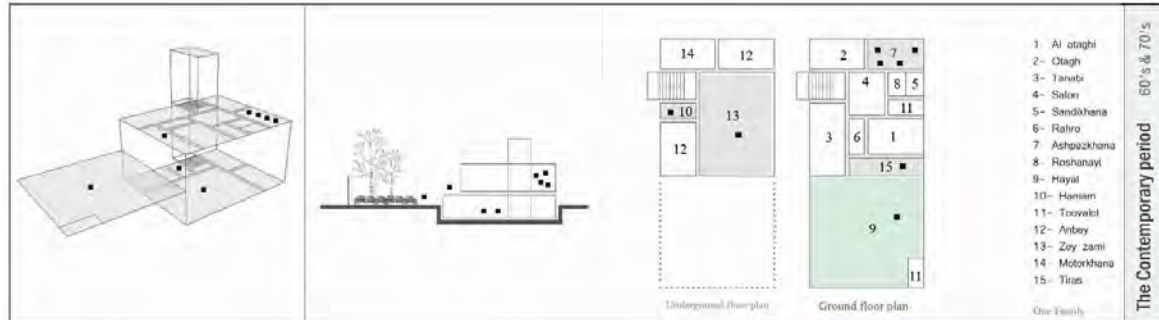 14
12
10
13
12
Underground floor plan
2
7
4
8
5
11
3
6
1
15
9
11
Ground floor plan
1 Al otaghi
2- Otagh
3- Tanabi
4- Salon
5- Sandikhana
6- Rahro
7 Ashpazkhana
8 Roshanayi
9- Hayat
10- Hamam
11- Toovalot
12- Anbey
13- Zey zami
14 Motorkhana
15- Tiras
One Family
The Contemporary period 60's & 70's